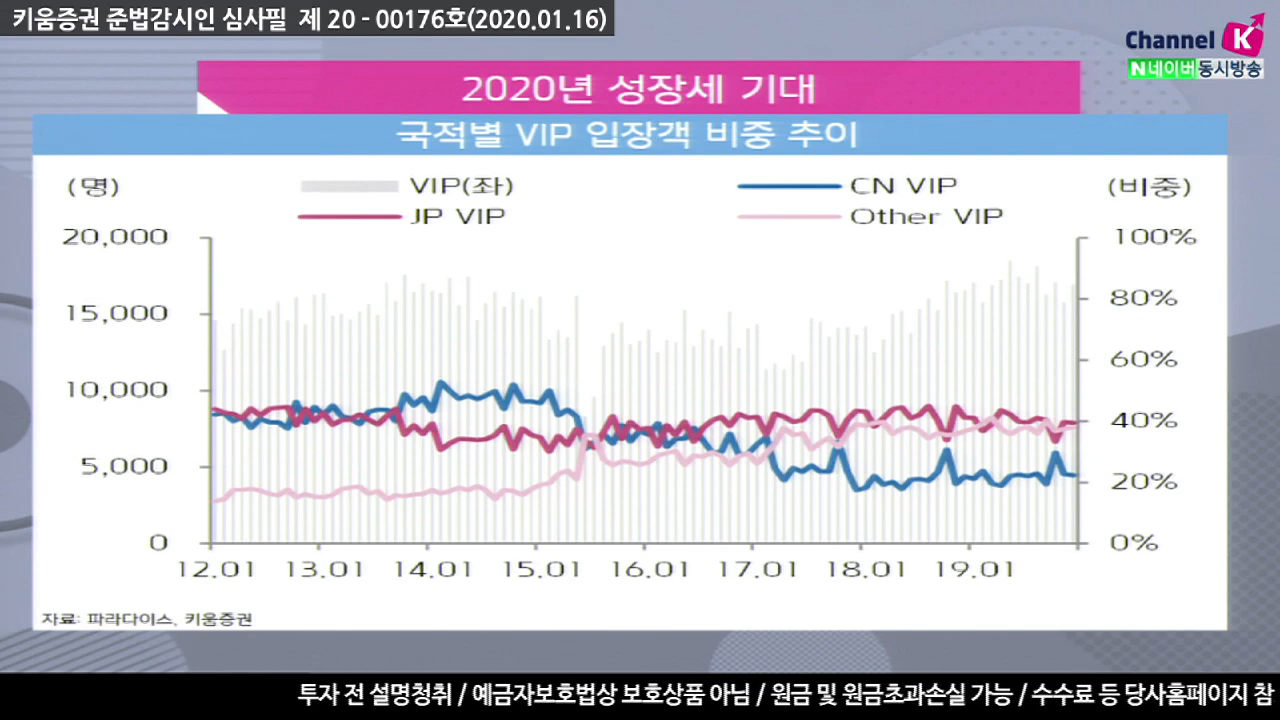 키움증권 준법감시인 심사필 제 20 - 00176호(2020.01.16)
Channel K
N네이버동시방송
2020년 성장세 기대
국적별 VIP 입장객 비중 추이
(명)
VIP(좌)
CN VIP
(비중)
JP VIP
Other VIP
20,000
100%
15,000
80%
60%
10,000
40%
5,000
20%
0
0%
12.01 13.01 14.01 15.01 16.01 17.01 18.01 19.01
자료: 파라다이스, 키움증권
투자 전 설명청취 / 예금자보호법상 보호상품 아님 / 원금 및 원금초과손실 가능 / 수수료 등 당사홈페이지 참